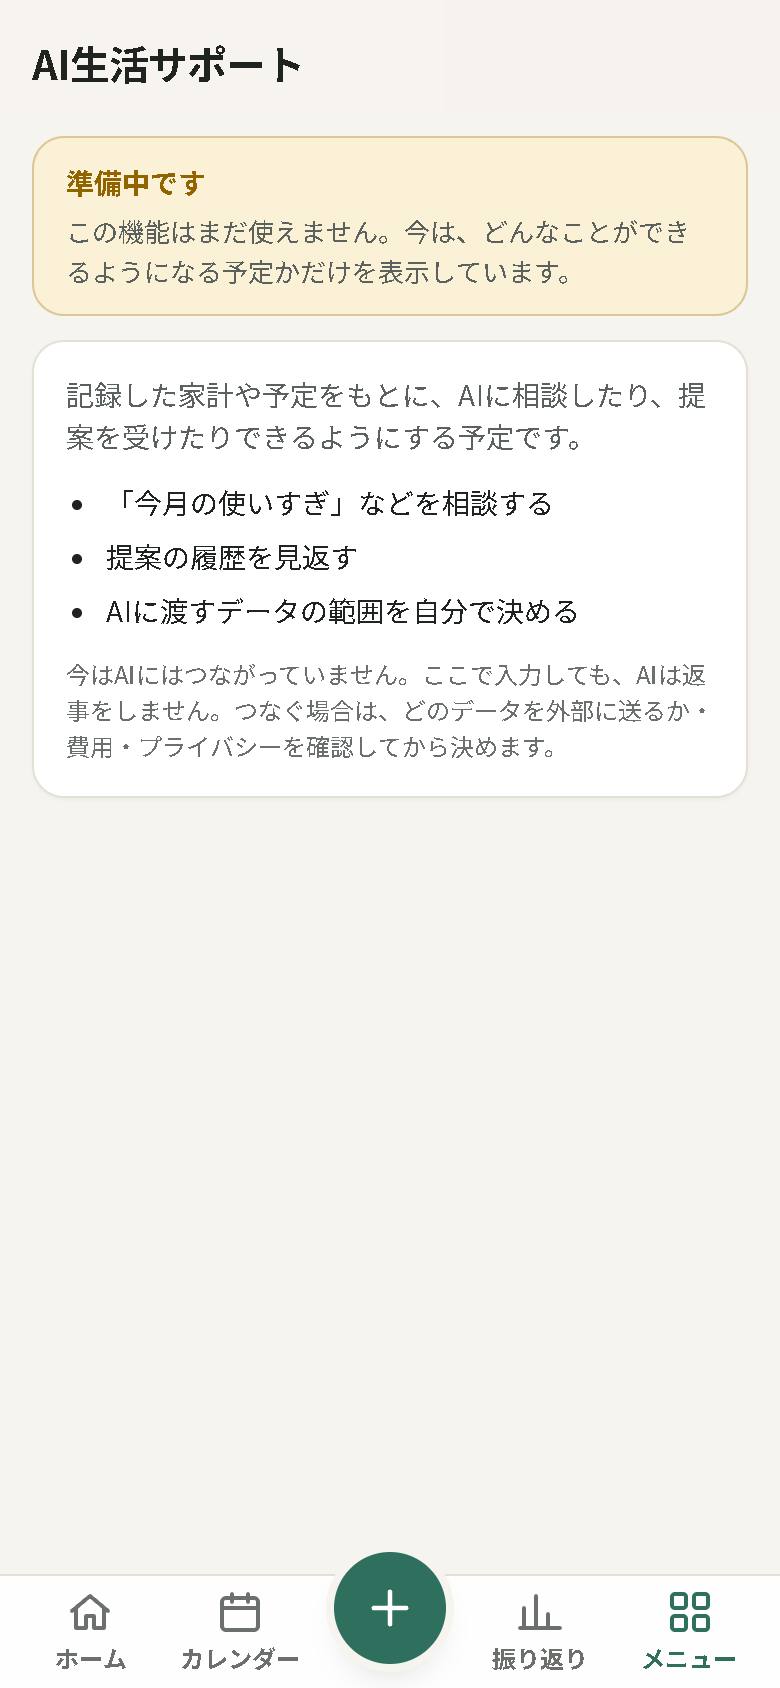 AI生活サポート
準備中です
この機能はまだ使えません。今は、どんなことができ
るようになる予定かだけを表示しています。
記録した家計や予定をもとに、AIに相談したり、提
案を受けたりできるようにする予定です。
• 「今月の使いすぎ」などを相談する
• 提案の履歴を見返す
• AIに渡すデータの範囲を自分で決める
今はAIにはつながっていません。ここで入力しても、AIは返
事をしません。つなぐ場合は、どのデータを外部に送るか・
費用・プライバシーを確認してから決めます。
ホーム
カレンダー
振り返り
メニュー